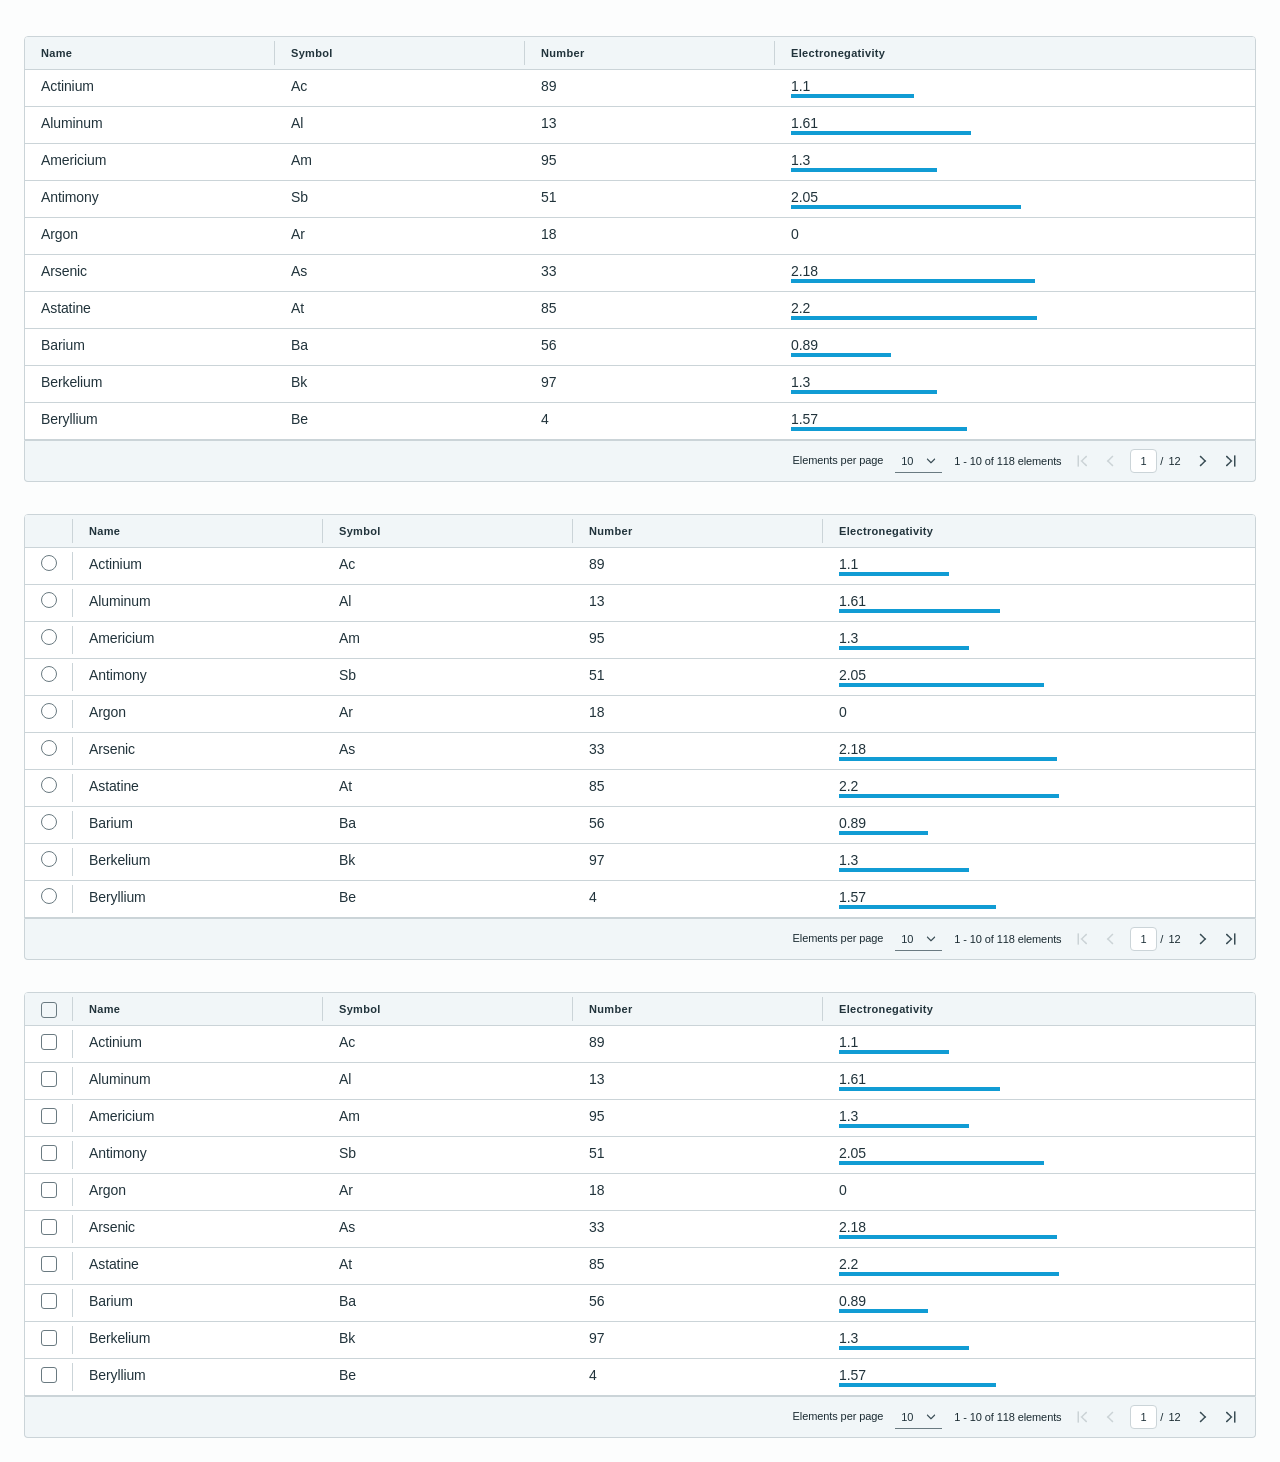 Name Symbol Number Electronegativity
Actinium Ac 89 1.1
Aluminum Al 13 1.61
Americium Am 95 1.3
Antimony Sb 51 2.05
Argon Ar 18 0
Arsenic As 33 2.18
Astatine At 85 2.2
Barium Ba 56 0.89
Berkelium Bk 97 1.3
Beryllium Be 4 1.57
Elements per page 10 1 - 10 of 118 elements 1 / 12
Name Symbol Number Electronegativity
Actinium Ac 89 1.1
Aluminum Al 13 1.61
Americium Am 95 1.3
Antimony Sb 51 2.05
Argon Ar 18 0
Arsenic As 33 2.18
Astatine At 85 2.2
Barium Ba 56 0.89
Berkelium Bk 97 1.3
Beryllium Be 4 1.57
Elements per page 10 1 - 10 of 118 elements 1 / 12
Name Symbol Number Electronegativity
Actinium Ac 89 1.1
Aluminum Al 13 1.61
Americium Am 95 1.3
Antimony Sb 51 2.05
Argon Ar 18 0
Arsenic As 33 2.18
Astatine At 85 2.2
Barium Ba 56 0.89
Berkelium Bk 97 1.3
Beryllium Be 4 1.57
Elements per page 10 1 - 10 of 118 elements 1 / 12